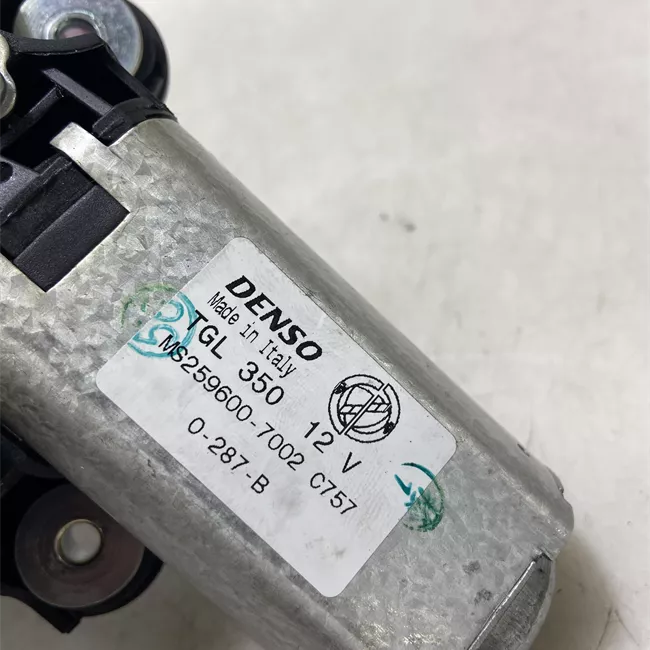 DENSO
Made in Italy
TGL 350 12 V
MS259600-7002 C757
0-287-B